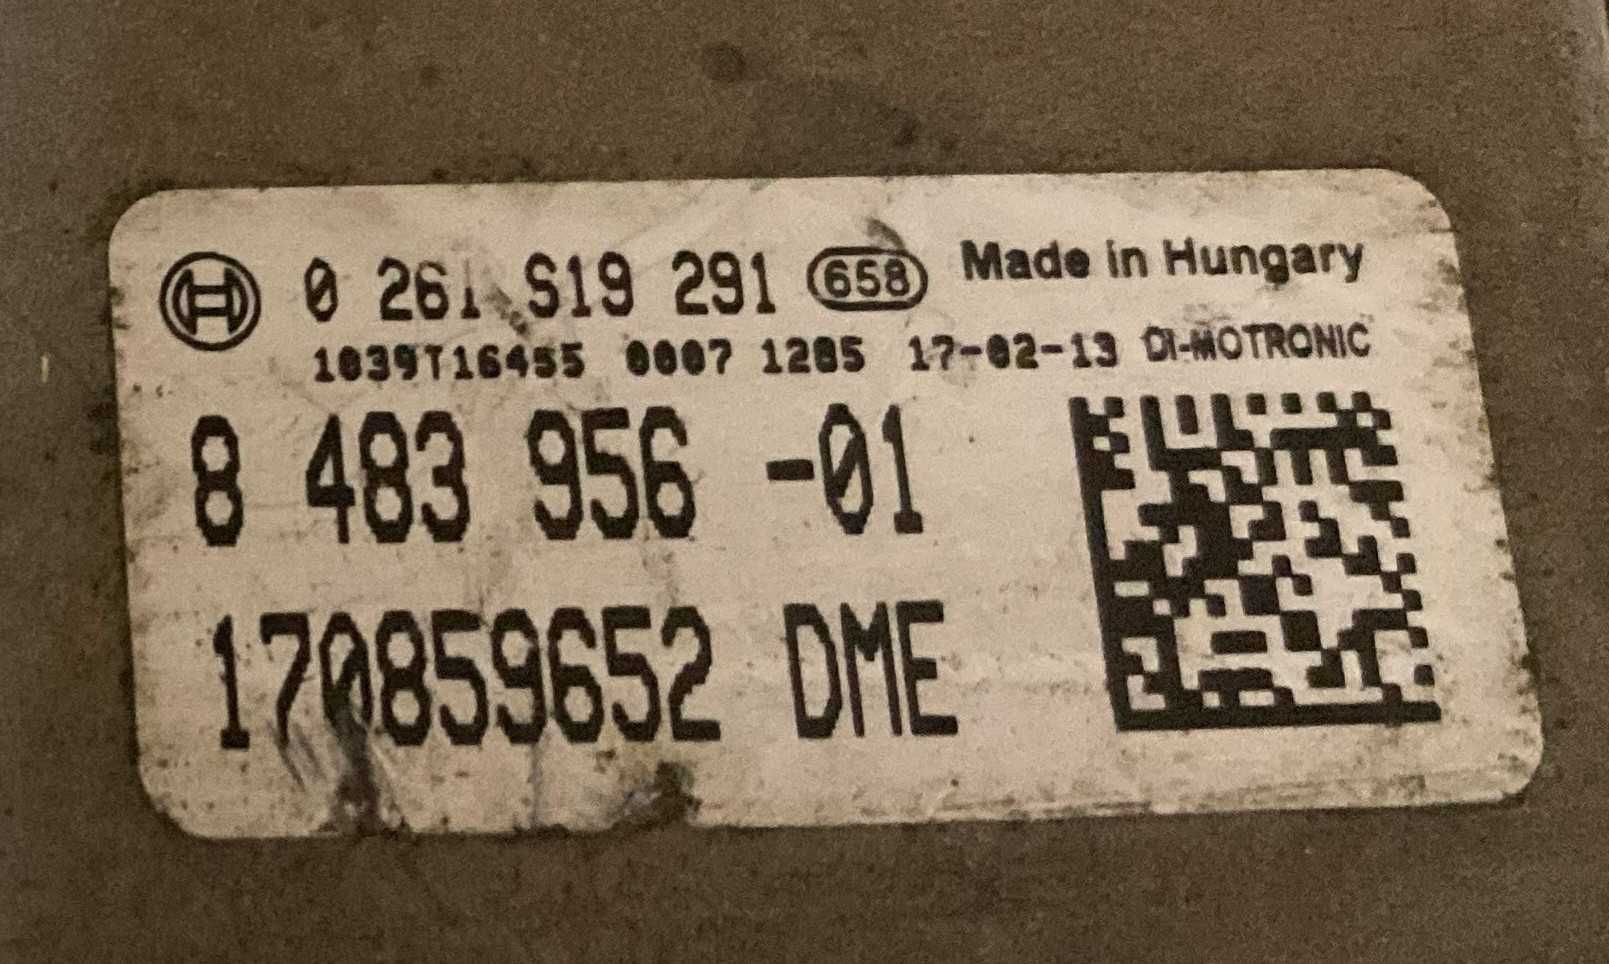 0 261 S19 291 658 Made in Hungary
1039T16455 0007 1205 17-02-13 DI-MOTRONIC
8 483 956 -01
170859652 DME